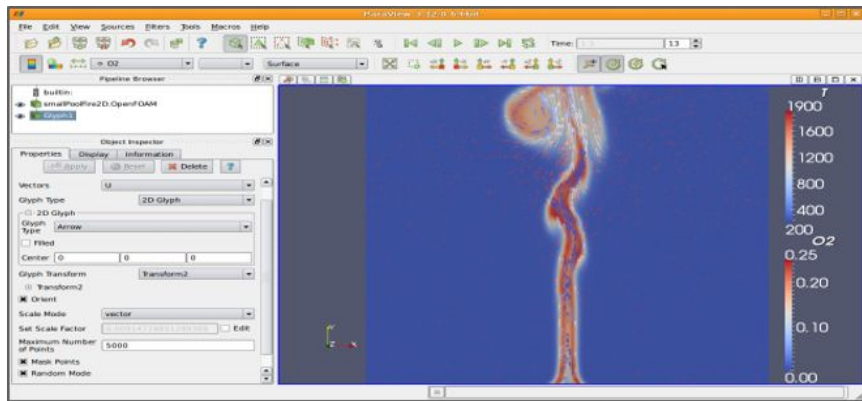 File Edit View Sources Filters Tools Macros Help
Time: 13
O2 Surface
Pipeline Browser
builtin:
smallPoolFire2D.OpenFOAM
Glyph1
Object Inspector
Properties Display Information
Apply Reset Delete ?
Vectors U
Glyph Type 2D Glyph
2D Glyph
Glyph Type Arrow
Filled
Center 0 0 0
Glyph Transform Transform2
Transform2
Orient
Scale Mode vector
Set Scale Factor Edit
Maximum Number of Points 5000
Mask Points
Random Mode
T
1900
1600
1200
800
400
200
O2
0.25
0.20
0.10
0.00